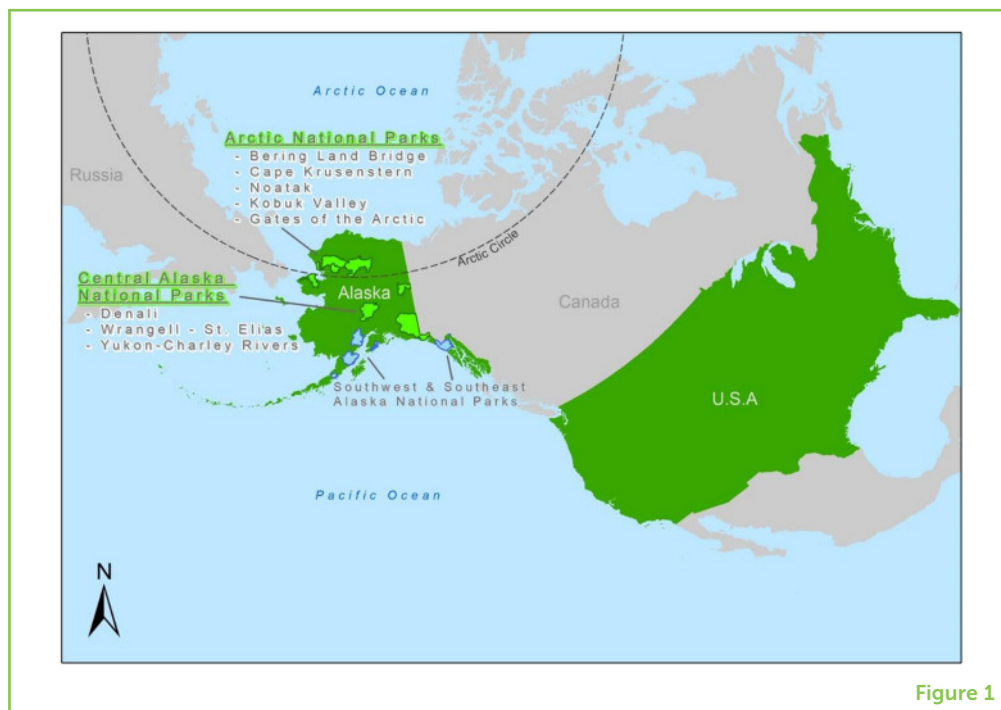 Arctic Ocean
Arctic National Parks
- Bering Land Bridge
- Cape Krusenstern
- Noatak
- Kobuk Valley
- Gates of the Arctic
Russia
Arctic Circle
Central Alaska
National Parks
- Denali
- Wrangell - St. Elias
- Yukon-Charley Rivers
Alaska
Canada
Southwest & Southeast
Alaska National Parks
U.S.A
Pacific Ocean
N
Figure 1